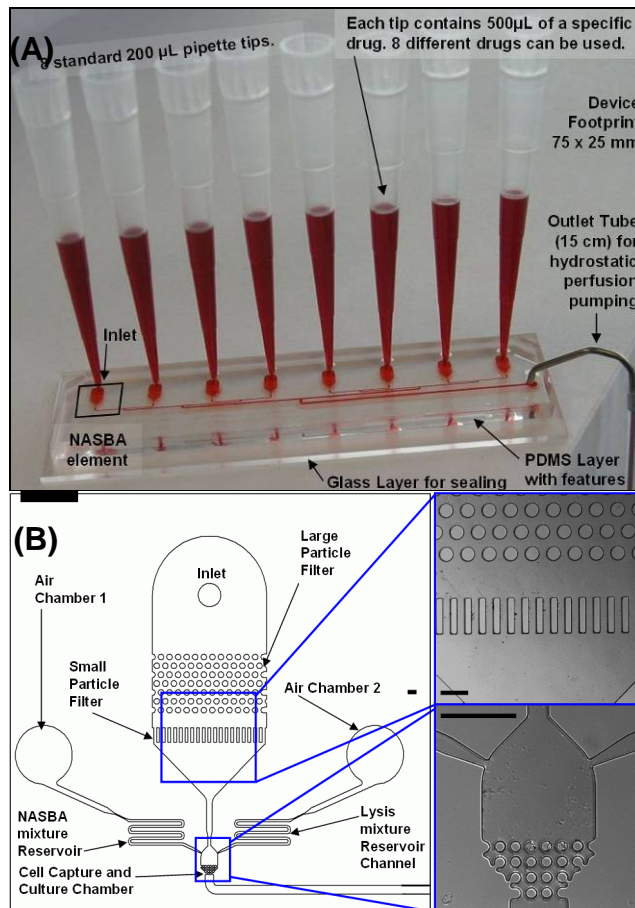 (A)
8 standard 200 µL pipette tips.
Each tip contains 500µL of a specific
drug. 8 different drugs can be used.
Device
Footprint
75 x 25 mm
Outlet Tube
(15 cm) for
hydrostatic
perfusion
pumping
Inlet
NASBA
element
PDMS Layer
with features
Glass Layer for sealing
(B)
Large
Particle
Filter
Air
Chamber 1
Inlet
Small
Particle
Filter
Air Chamber 2
NASBA
mixture
Reservoir
Lysis
mixture
Reservoir
Channel
Cell Capture and
Culture Chamber